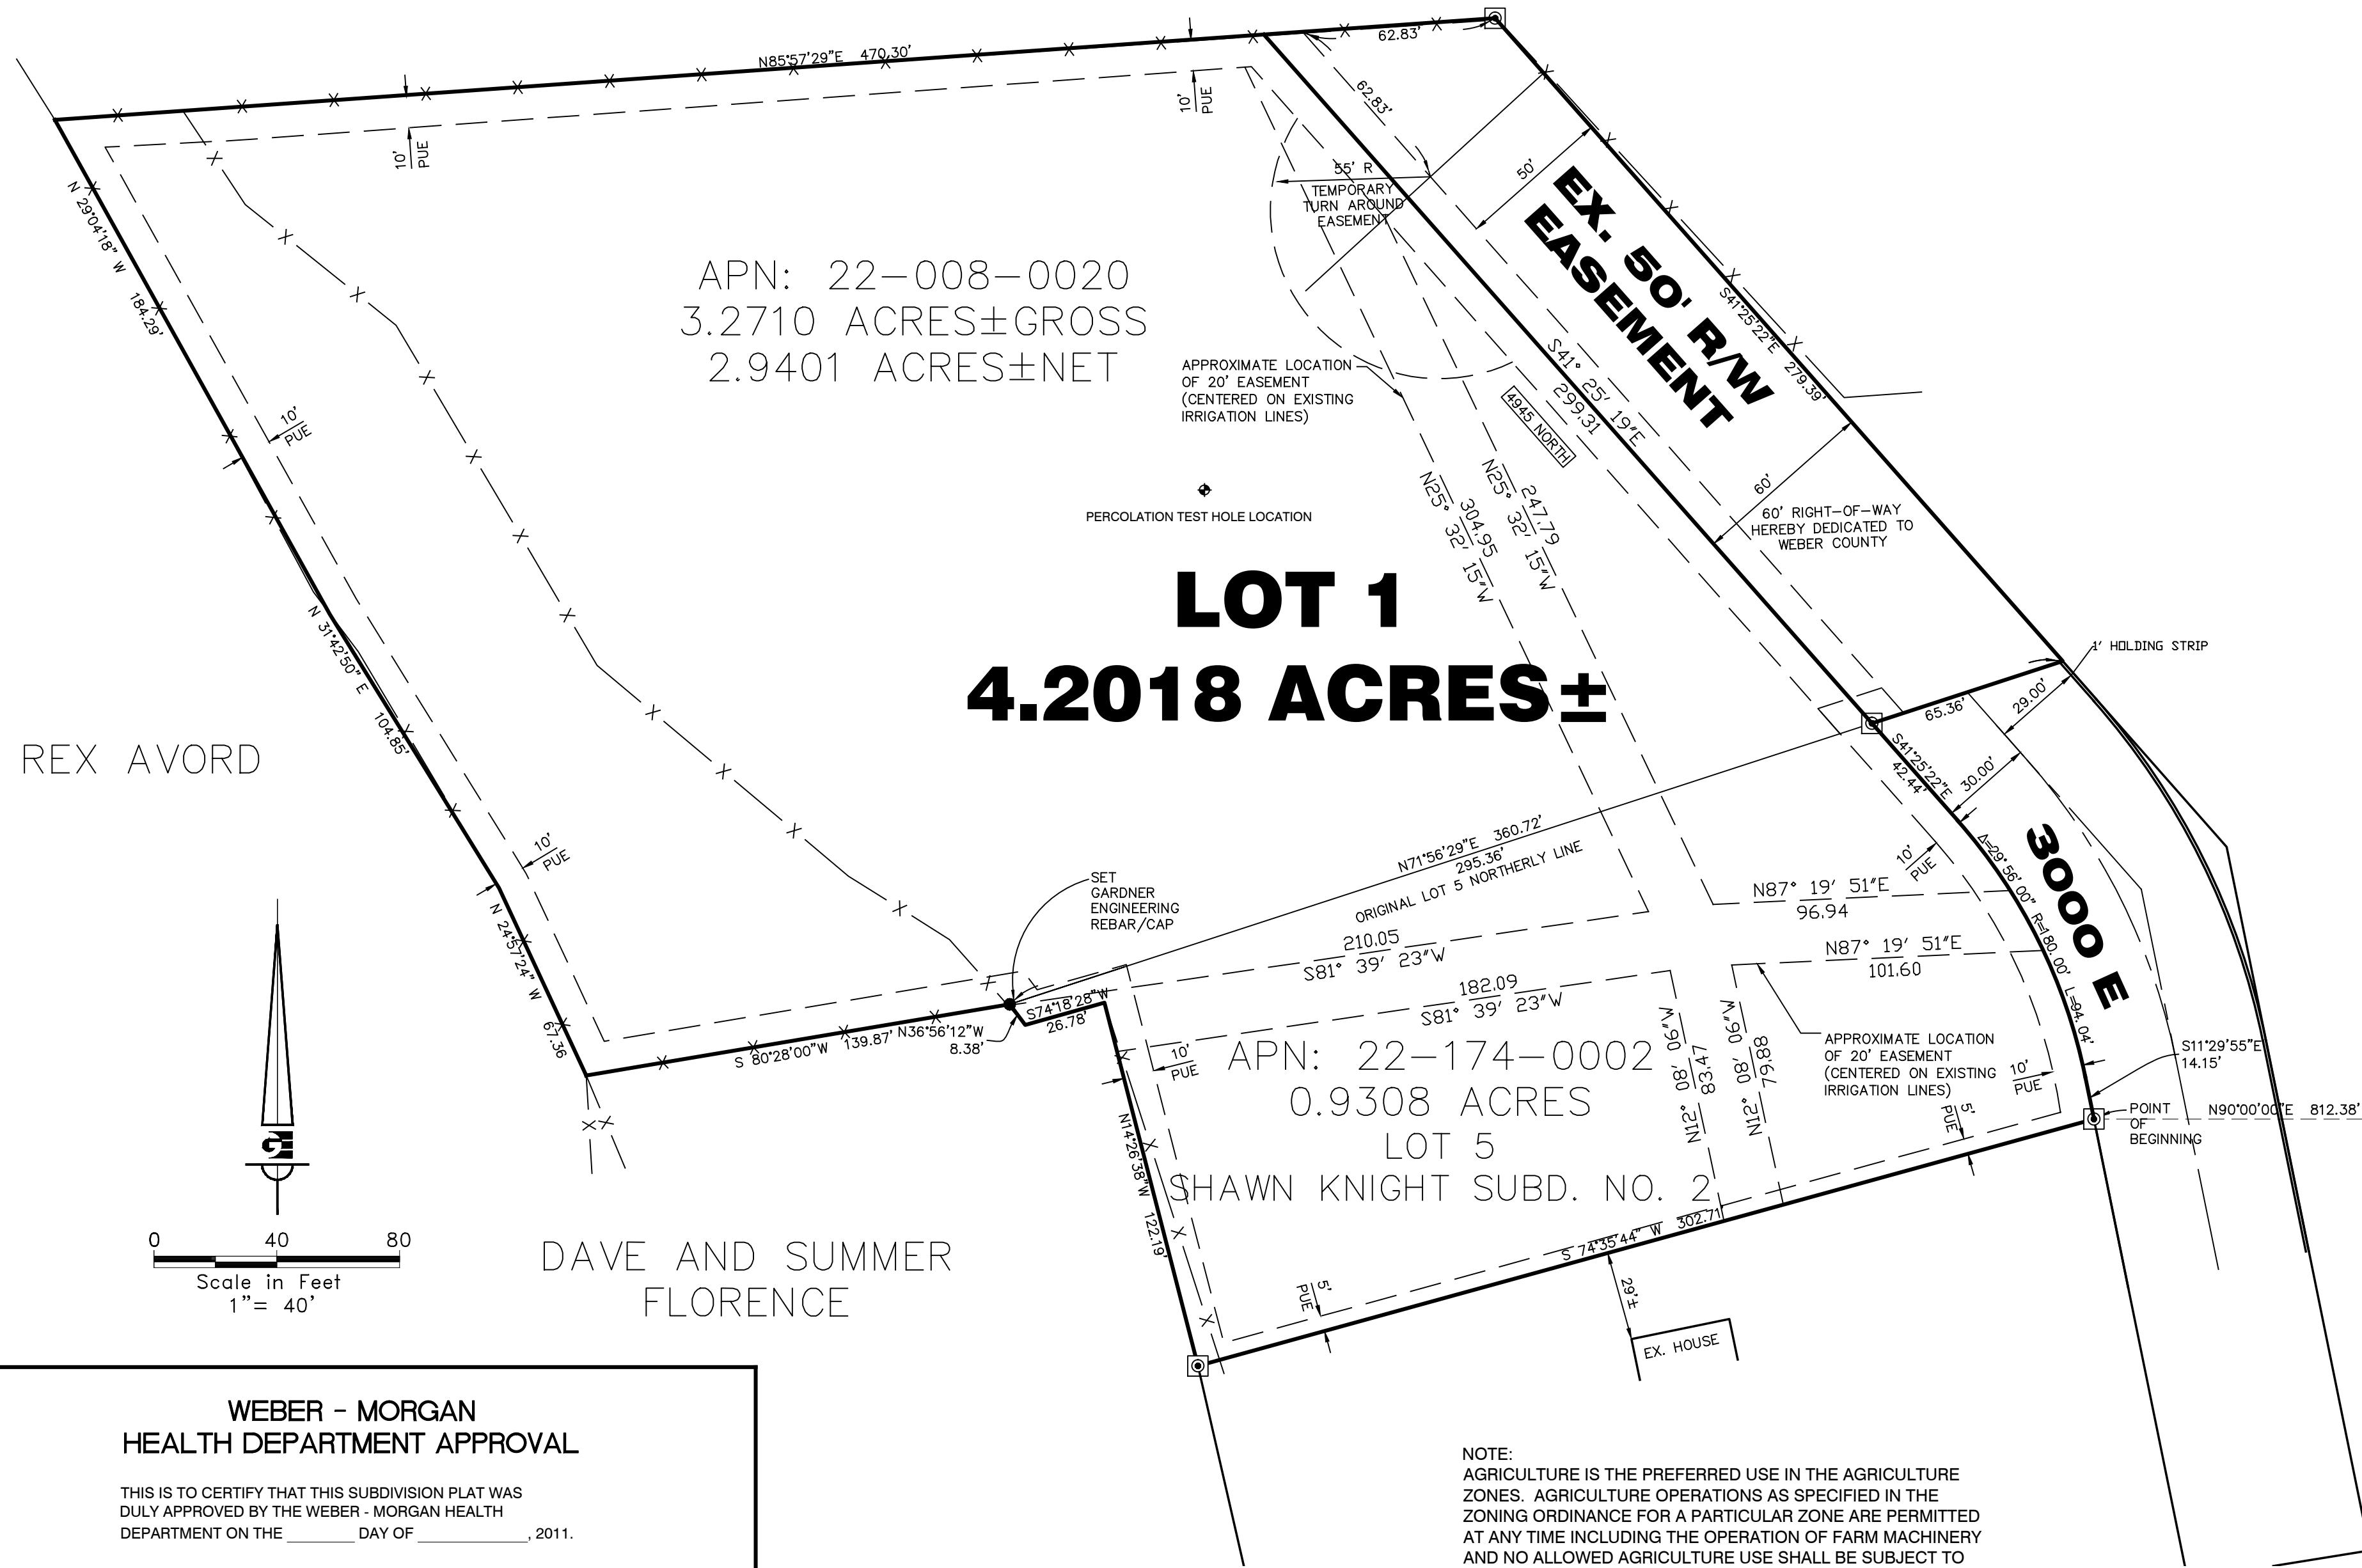 N85°57'29"E 470.30'
62.83'
62.83'
10'
PUE
10'
PUE
55' R
TEMPORARY
TURN AROUND
EASEMENT
50'
EX. 50' R/W
EASEMENT
N 29°04'18" W
184.29'
APN: 22-008-0020
3.2710 ACRES±GROSS
2.9401 ACRES±NET
S41°25'22"E
279.39'
APPROXIMATE LOCATION
OF 20' EASEMENT
(CENTERED ON EXISTING
IRRIGATION LINES)
S41° 25' 19"E
299.31
4945 NORTH
10'
PUE
247.79
N25° 32' 15"W
304.95
N25° 32' 15"W
60'
60' RIGHT-OF-WAY
HEREBY DEDICATED TO
WEBER COUNTY
PERCOLATION TEST HOLE LOCATION
LOT 1
4.2018 ACRES±
N 31°42'50" E
104.85'
1' HOLDING STRIP
65.36'
29.00'
REX AVORD
S41°25'22"E
42.44'
30.00'
10'
PUE
N71°56'29"E 360.72'
295.36'
ORIGINAL LOT 5 NORTHERLY LINE
10'
PUE
3000 E
Δ=29°56'00" R=180.00' L=94.04'
SET
GARDNER
ENGINEERING
REBAR/CAP
N87° 19' 51"E
96.94
N 24°57'24" W
67.36
210.05
S81° 39' 23"W
N87° 19' 51"E
101.60
182.09
S81° 39' 23"W
S74°18'28"W
26.78'
N36°56'12"W
8.38'
S 80°28'00"W 139.87'
10'
PUE
APN: 22-174-0002
0.9308 ACRES
LOT 5
SHAWN KNIGHT SUBD. NO. 2
83.47
N12° 08' 06"W
79.88
N12° 08' 06"W
APPROXIMATE LOCATION
OF 20' EASEMENT
(CENTERED ON EXISTING
IRRIGATION LINES)
10'
PUE
S11°29'55"E
14.15'
5'
PUE
POINT
OF
BEGINNING
N90°00'00"E 812.38'
N14°26'38"W 122.19'
S 74°35'44" W 302.71'
5'
PUE
29'±
EX. HOUSE
G
0 40 80
Scale in Feet
1"= 40'
DAVE AND SUMMER
FLORENCE
WEBER - MORGAN
HEALTH DEPARTMENT APPROVAL
THIS IS TO CERTIFY THAT THIS SUBDIVISION PLAT WAS
DULY APPROVED BY THE WEBER - MORGAN HEALTH
DEPARTMENT ON THE ________ DAY OF _____________, 2011.
NOTE:
AGRICULTURE IS THE PREFERRED USE IN THE AGRICULTURE
ZONES. AGRICULTURE OPERATIONS AS SPECIFIED IN THE
ZONING ORDINANCE FOR A PARTICULAR ZONE ARE PERMITTED
AT ANY TIME INCLUDING THE OPERATION OF FARM MACHINERY
AND NO ALLOWED AGRICULTURE USE SHALL BE SUBJECT TO